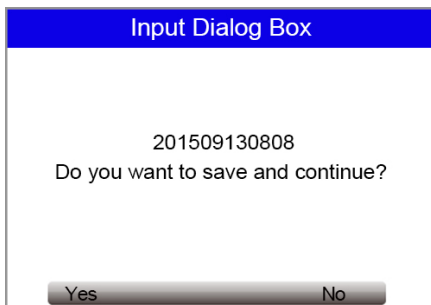 Input Dialog Box
201509130808
Do you want to save and continue?
Yes No